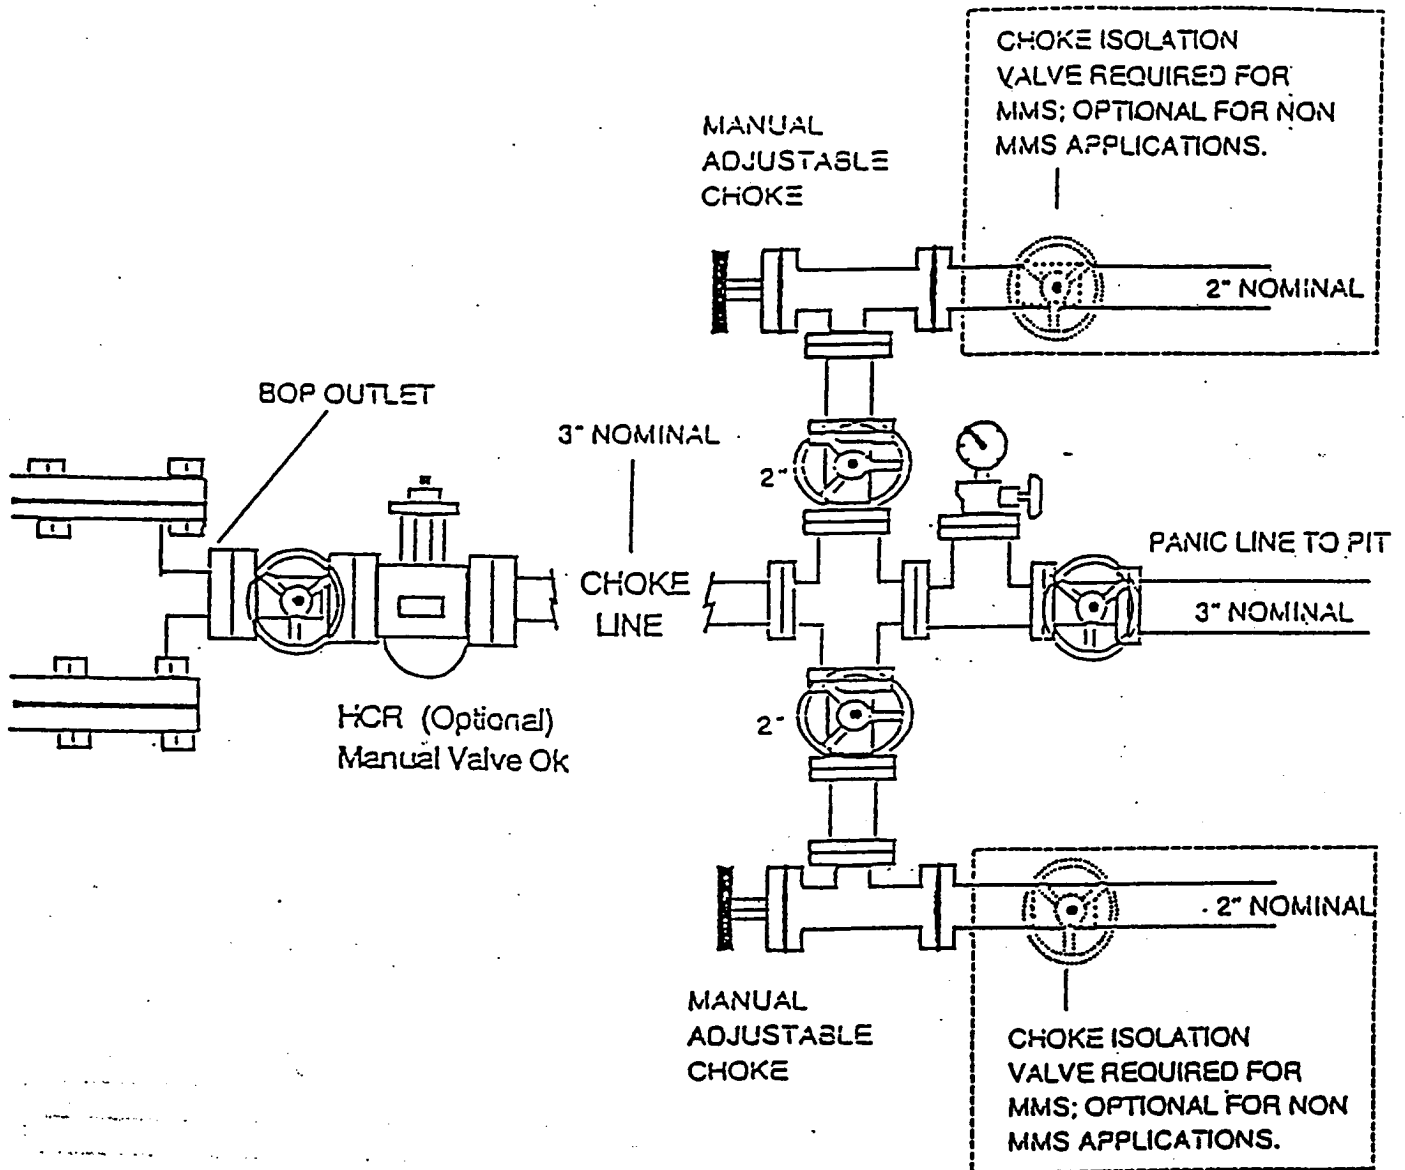 CHOKE ISOLATION
VALVE REQUIRED FOR
MMS; OPTIONAL FOR NON
MMS APPLICATIONS.
MANUAL
ADJUSTABLE
CHOKE
2" NOMINAL
BOP OUTLET
3" NOMINAL
2"
PANIC LINE TO PIT
CHOKE
LINE
3" NOMINAL
HCR (Optional)
Manual Valve Ok
2"
2" NOMINAL
MANUAL
ADJUSTABLE
CHOKE
CHOKE ISOLATION
VALVE REQUIRED FOR
MMS; OPTIONAL FOR NON
MMS APPLICATIONS.